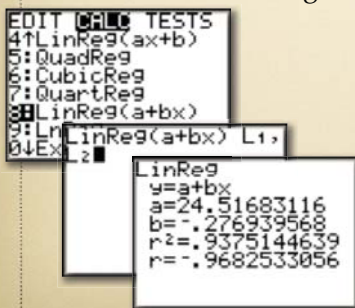 EDIT CALC TESTS
4↑LinReg(ax+b)
5:QuadReg
6:CubicReg
7:QuartReg
8:LinReg(a+bx)
9:Ln
0↓Ex
LinReg(a+bx) L1,
L2
LinReg
y=a+bx
a=24.51683116
b=-.276939568
r²=.9375144639
r=-.9682533056